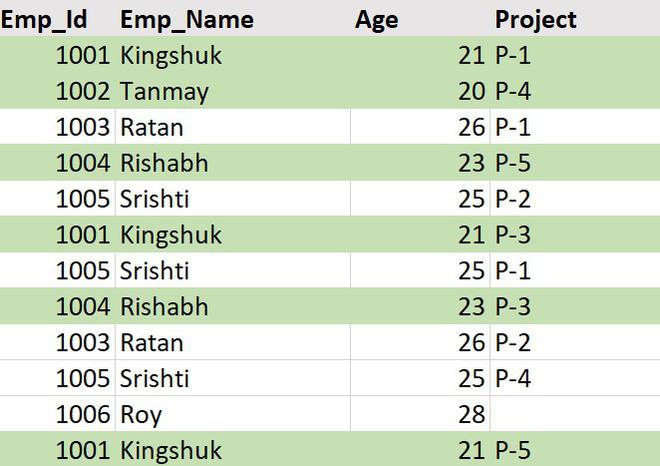 Emp_Id Emp_Name Age Project
1001 Kingshuk 21 P-1
1002 Tanmay 20 P-4
1003 Ratan 26 P-1
1004 Rishabh 23 P-5
1005 Srishti 25 P-2
1001 Kingshuk 21 P-3
1005 Srishti 25 P-1
1004 Rishabh 23 P-3
1003 Ratan 26 P-2
1005 Srishti 25 P-4
1006 Roy 28
1001 Kingshuk 21 P-5